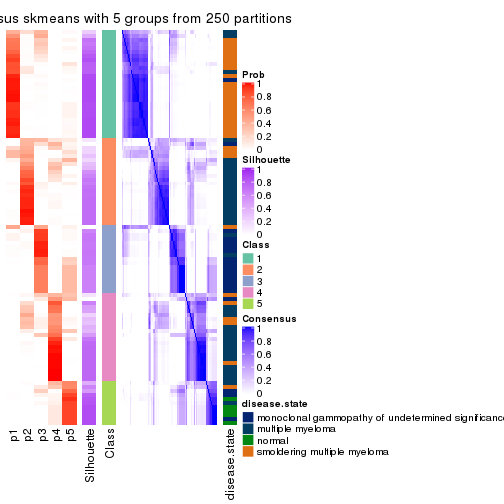 sus skmeans with 5 groups from 250 partitions
Prob
1
0.8
0.6
0.4
0.2
0
Silhouette
1
0.8
0.6
0.4
0.2
0
Class
1
2
3
4
5
Consensus
1
0.8
0.6
0.4
0.2
0
disease.state
monoclonal gammopathy of undetermined significance
multiple myeloma
normal
smoldering multiple myeloma
p1
p2
p3
p4
p5
Silhouette
Class
disease.state